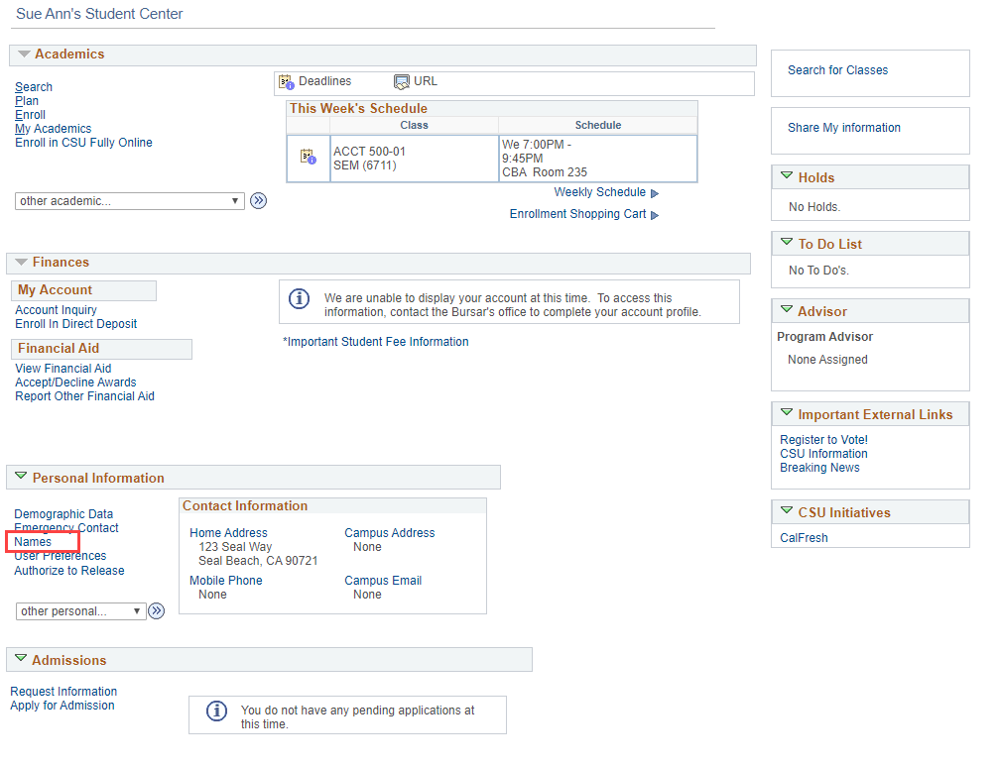 Sue Ann's Student Center
Academics
Search
Plan
Enroll
My Academics
Enroll in CSU Fully Online
other academic...
Deadlines
URL
This Week's Schedule
Class
Schedule
ACCT 500-01
SEM (6711)
We 7:00PM -
9:45PM
CBA Room 235
Weekly Schedule
Enrollment Shopping Cart
Finances
My Account
Account Inquiry
Enroll In Direct Deposit
Financial Aid
View Financial Aid
Accept/Decline Awards
Report Other Financial Aid
We are unable to display your account at this time. To access this
information, contact the Bursar's office to complete your account profile.
*Important Student Fee Information
Personal Information
Demographic Data
Emergency Contact
Names
User Preferences
Authorize to Release
other personal...
Contact Information
Home Address
123 Seal Way
Seal Beach, CA 90721
Mobile Phone
None
Campus Address
None
Campus Email
None
Admissions
Request Information
Apply for Admission
You do not have any pending applications at
this time.
Search for Classes
Share My information
Holds
No Holds.
To Do List
No To Do's.
Advisor
Program Advisor
None Assigned
Important External Links
Register to Vote!
CSU Information
Breaking News
CSU Initiatives
CalFresh